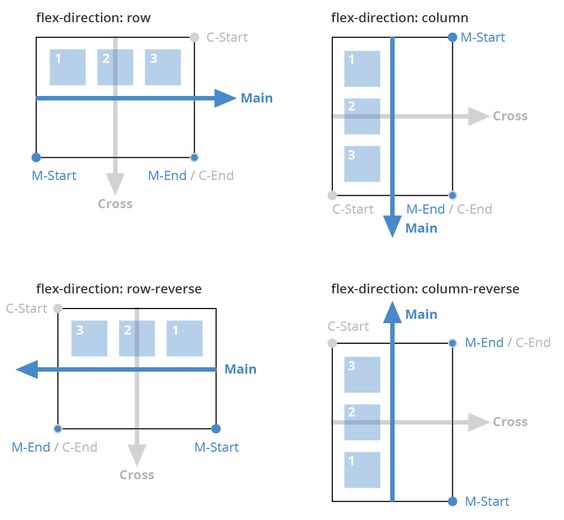 flex-direction: row
C-Start
1
2
3
Main
M-Start
M-End / C-End
Cross
flex-direction: column
M-Start
1
2
Cross
3
C-Start
M-End / C-End
Main
flex-direction: row-reverse
C-Start
3
2
1
Main
M-End / C-End
M-Start
Cross
flex-direction: column-reverse
Main
C-Start
M-End / C-End
3
2
Cross
1
M-Start